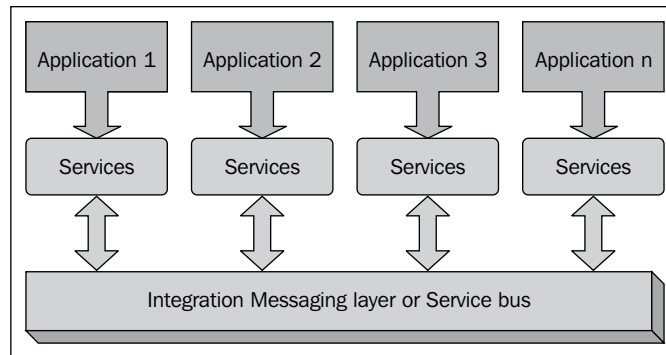 Application 1
Application 2
Application 3
Application n
Services
Services
Services
Services
Integration Messaging layer or Service bus